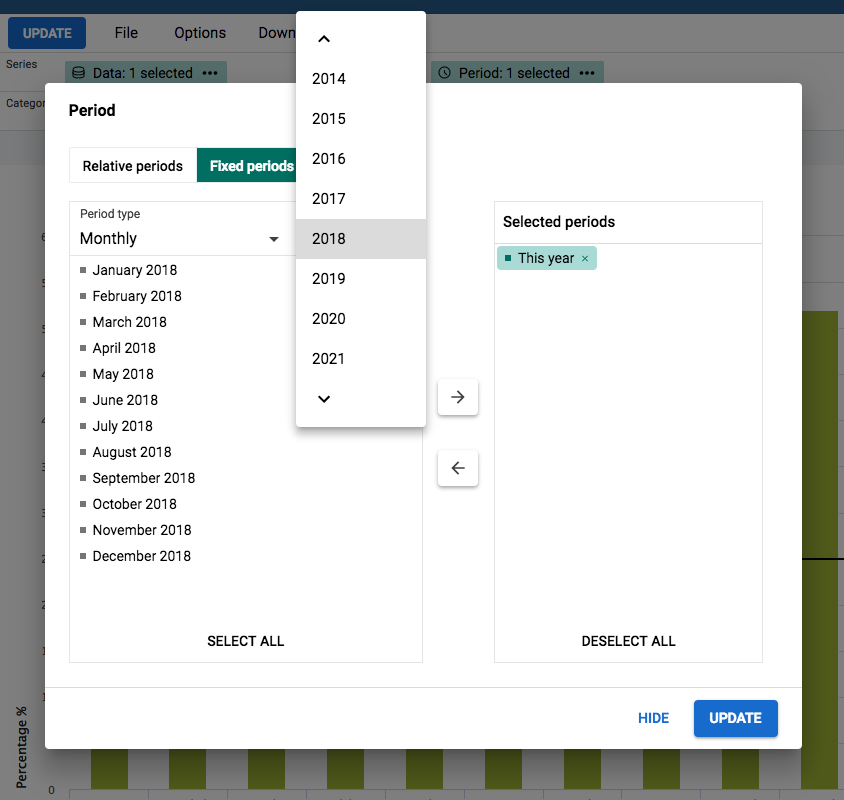 UPDATE File Options Down
Series
Data: 1 selected ••• Period: 1 selected •••
Categor
Period
Relative periods Fixed periods
Period type
Monthly
January 2018
February 2018
March 2018
April 2018
May 2018
June 2018
July 2018
August 2018
September 2018
October 2018
November 2018
December 2018
SELECT ALL
2014
2015
2016
2017
2018
2019
2020
2021
Selected periods
This year ×
DESELECT ALL
HIDE UPDATE
Percentage %
0